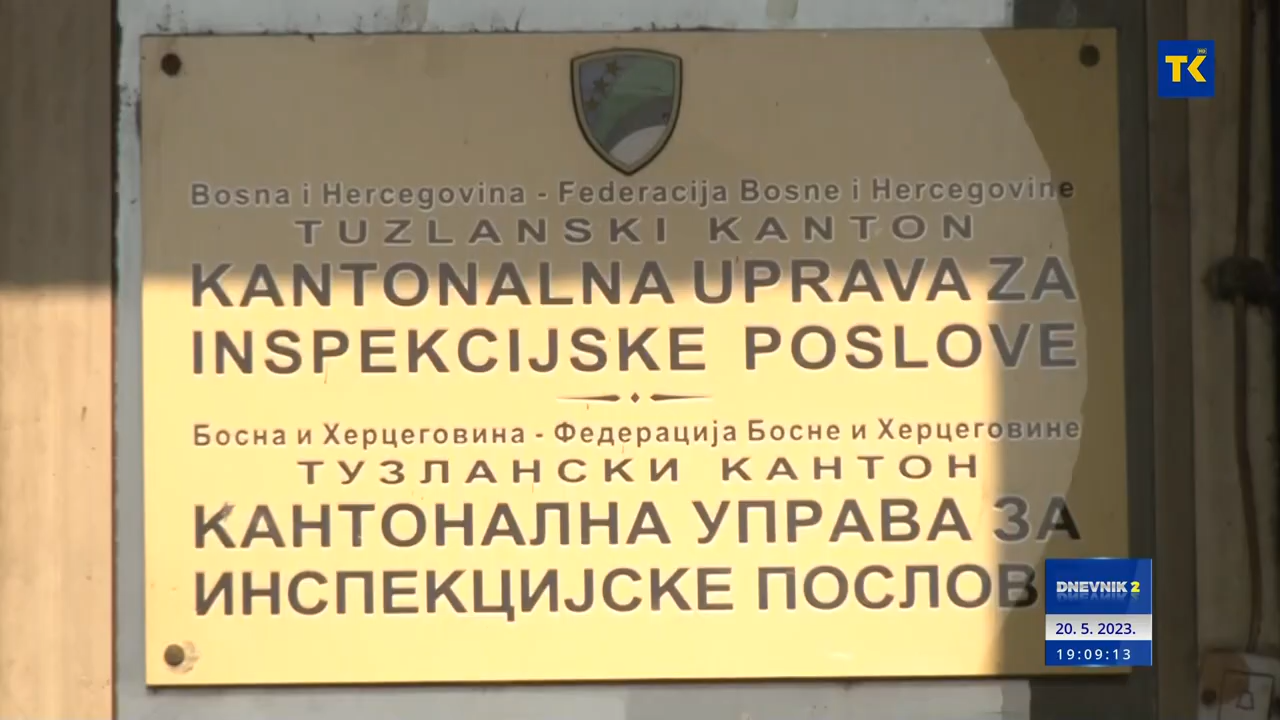 Bosna i Hercegovina - Federacija Bosne i Hercegovine
TUZLANSKI KANTON
KANTONALNA UPRAVA ZA
INSPEKCIJSKE POSLOVE
Босна и Херцеговина - Федерација Босне и Херцеговине
ТУЗЛАНСКИ КАНТОН
КАНТОНАЛНА УПРАВА ЗА
ИНСПЕКЦИЈСКЕ ПОСЛОВ
TK
DNEVNIK 2
20. 5. 2023.
19:09:13